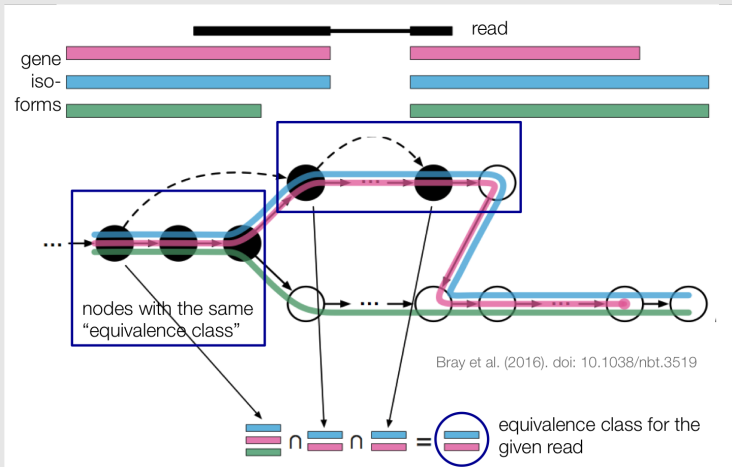 read
gene
iso-
forms
...
...
nodes with the same
“equivalence class”
...
...
Bray et al. (2016). doi: 10.1038/nbt.3519
∩ ∩ =
equivalence class for the
given read